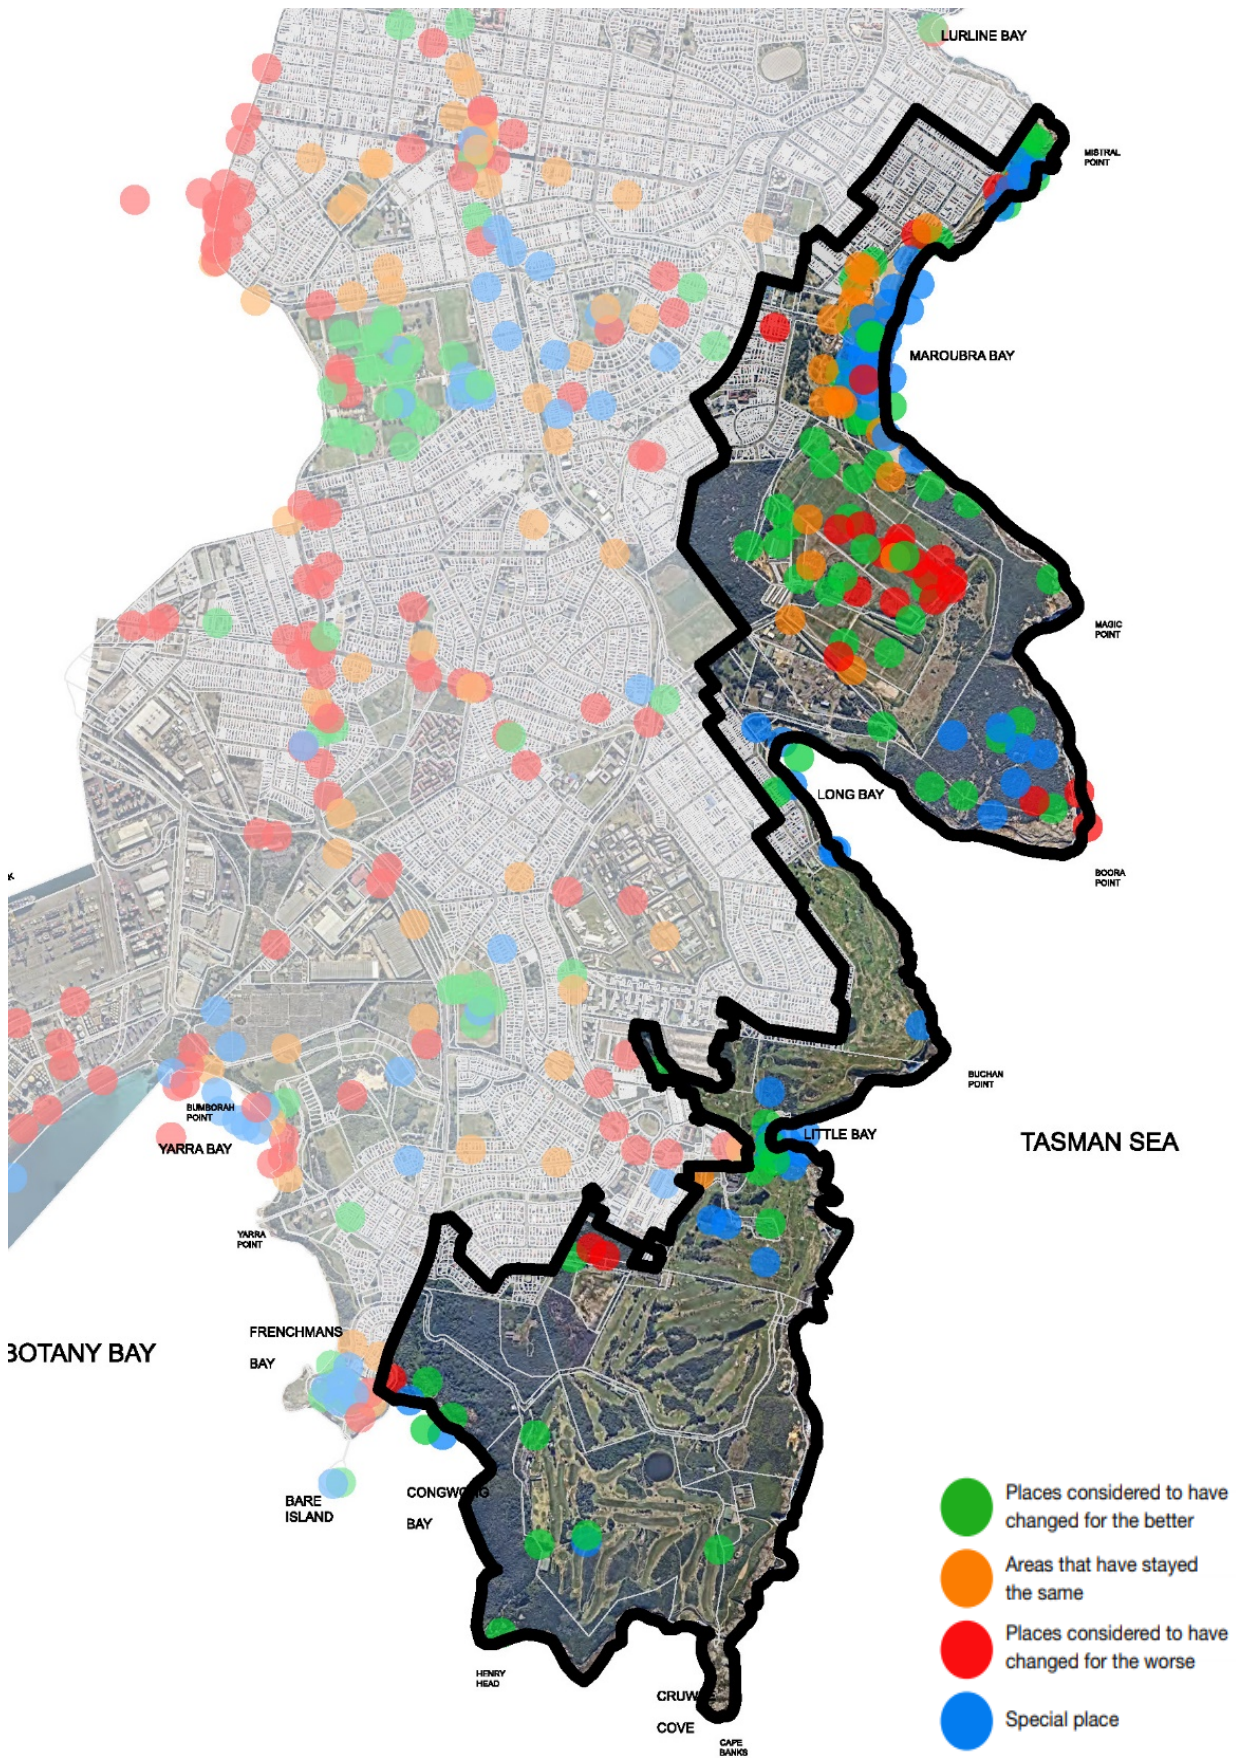 LURLINE BAY
MISTRAL
POINT
MAROUBRA BAY
MAGIC
POINT
LONG BAY
BOORA
POINT
BUCHAN
POINT
BUMBORAH
POINT
LITTLE BAY
YARRA BAY
TASMAN SEA
YARRA
POINT
FRENCHMANS
BAY
BOTANY BAY
BARE
ISLAND
CONGWONG
BAY
HENRY
HEAD
COVE
CAPE
BANKS
Places considered to have
changed for the better
Areas that have stayed
the same
Places considered to have
changed for the worse
Special place